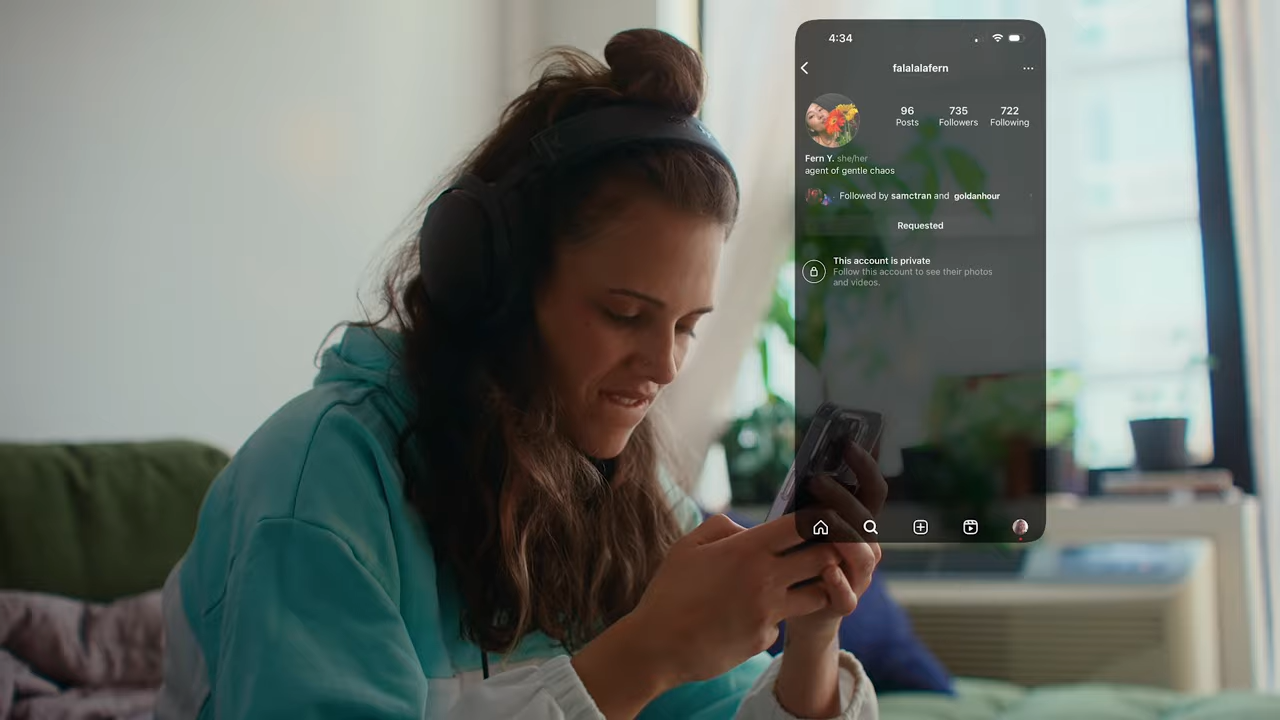 4:34
falalalafern
96 735 722
Posts Followers Following
Fern Y. she/her
agent of gentle chaos
Followed by samctran and goldanhour
Requested
This account is private
Follow this account to see their photos
and videos.